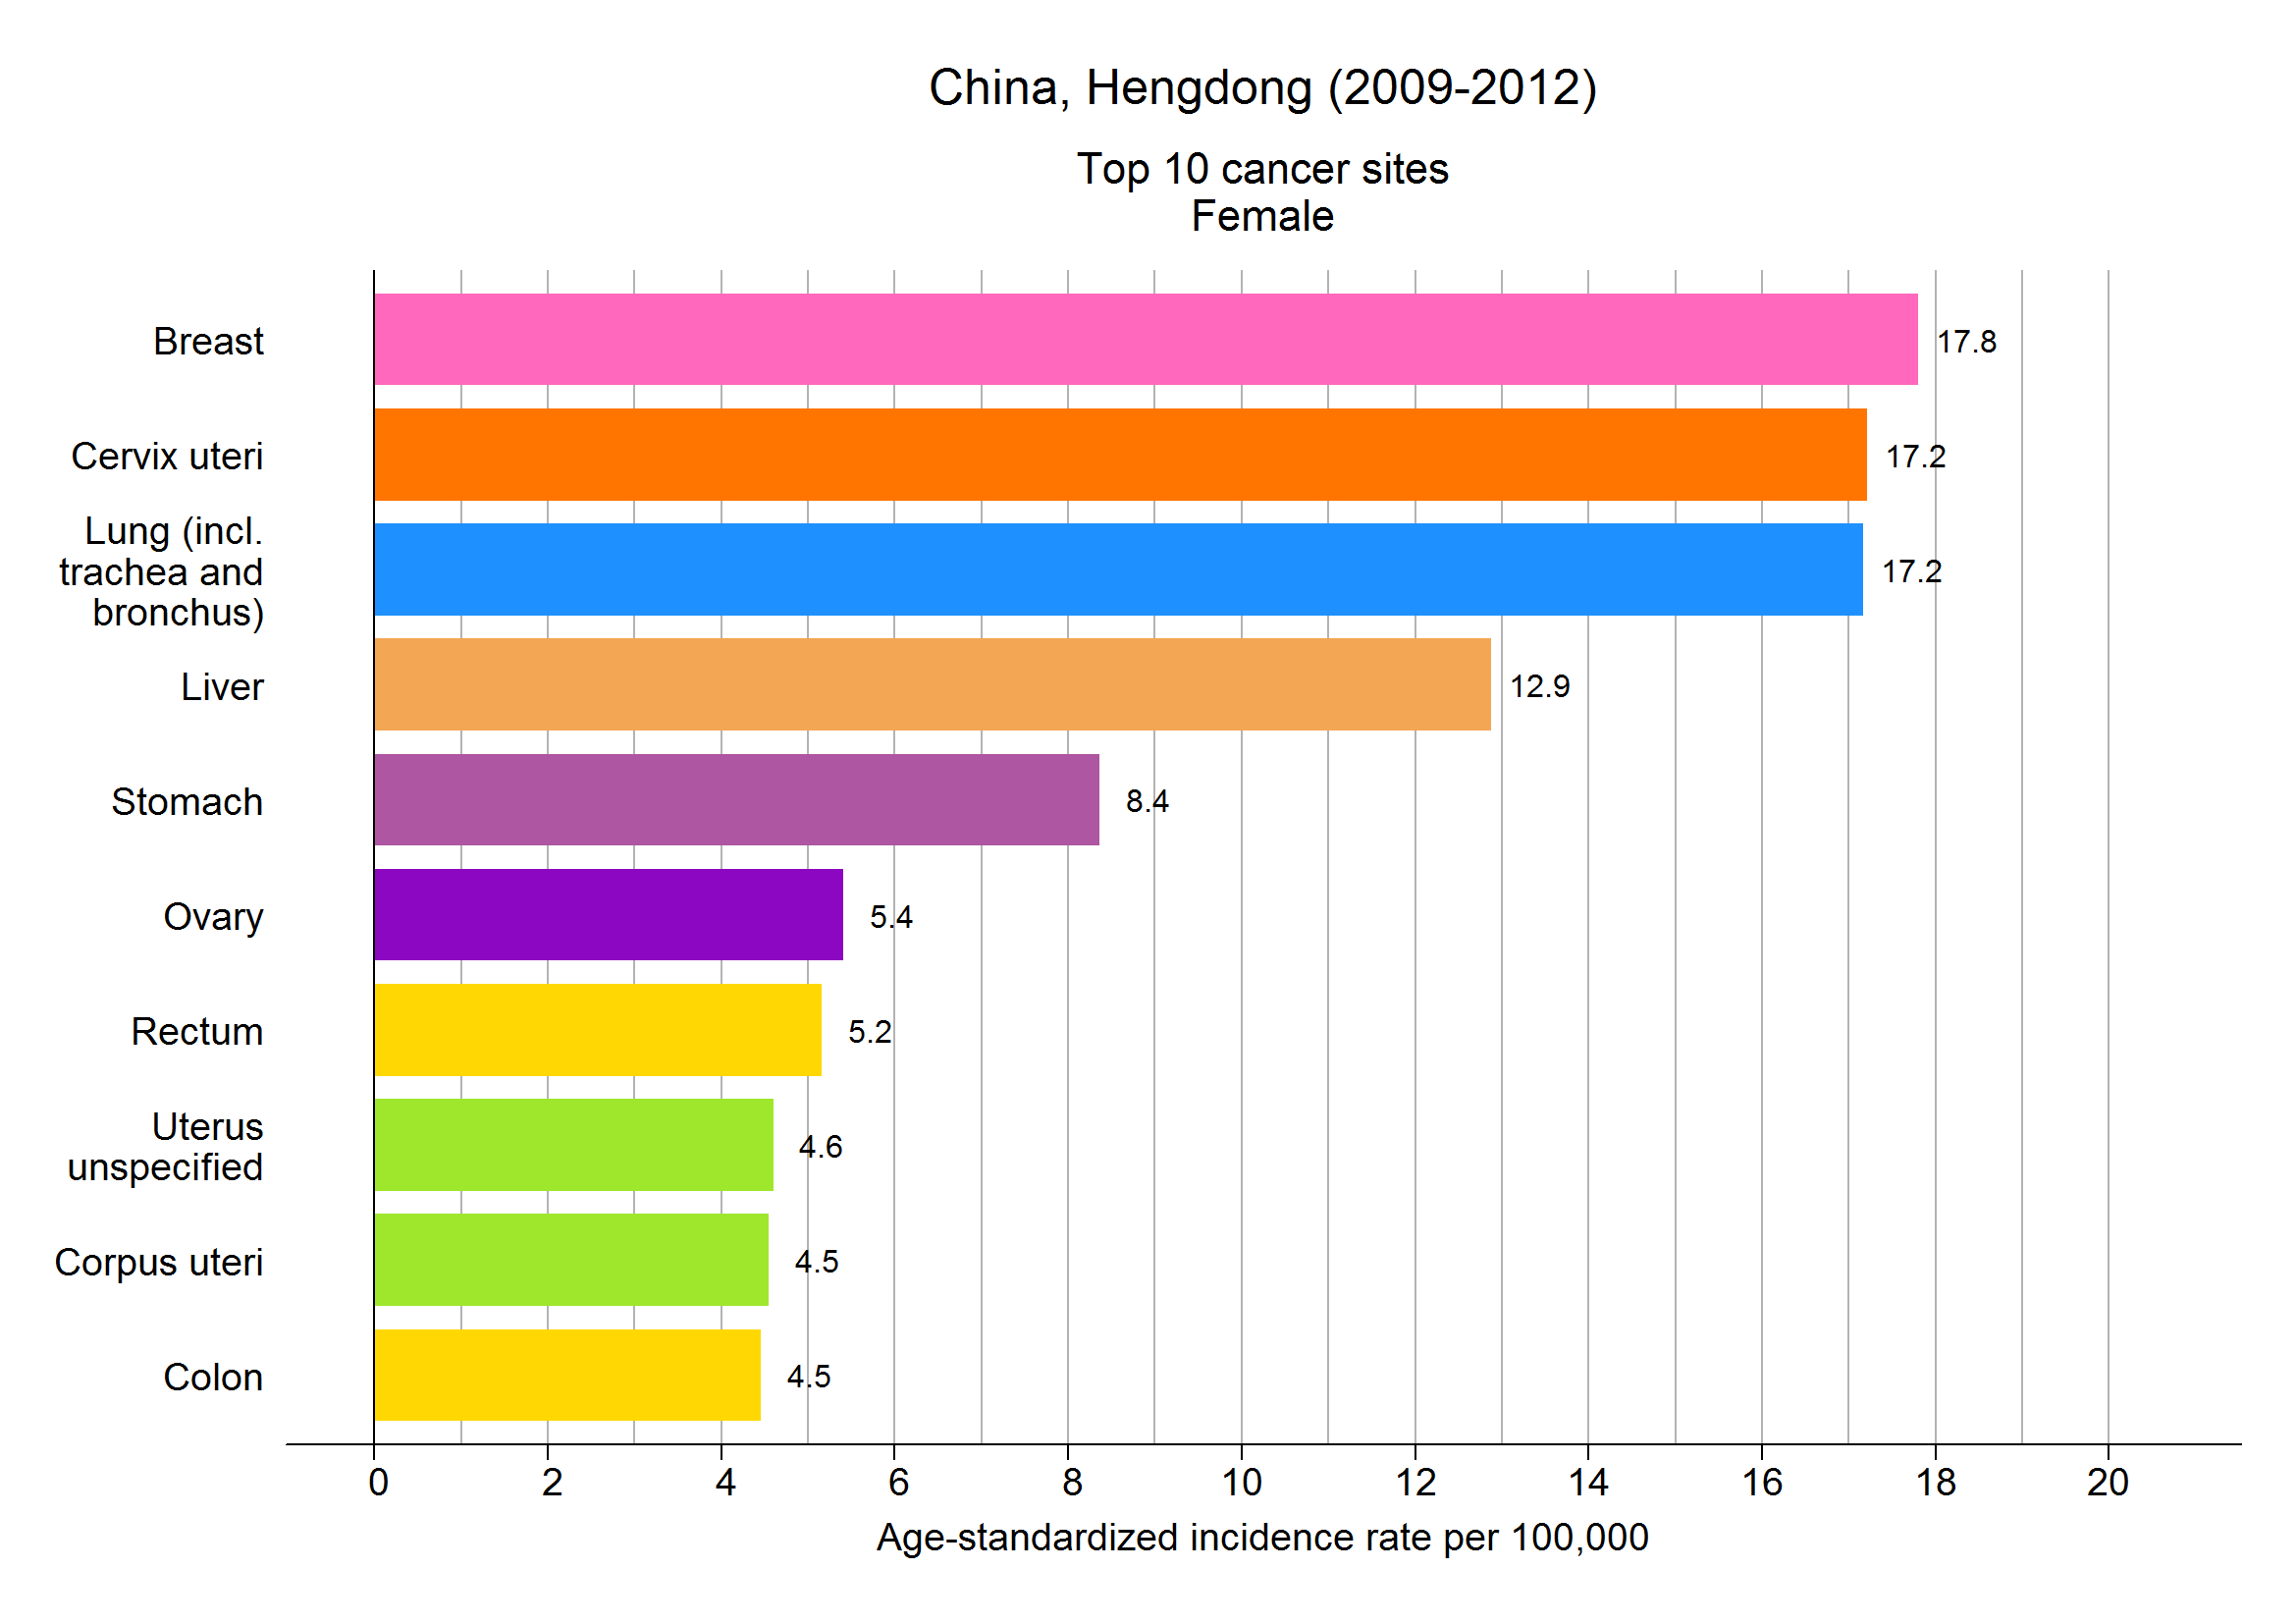 China, Hengdong (2009-2012)
Top 10 cancer sites
Female
Breast
17.8
Cervix uteri
17.2
Lung (incl.
trachea and
bronchus)
17.2
Liver
12.9
Stomach
8.4
Ovary
5.4
Rectum
5.2
Uterus
unspecified
4.6
Corpus uteri
4.5
Colon
4.5
0 2 4 6 8 10 12 14 16 18 20
Age-standardized incidence rate per 100,000